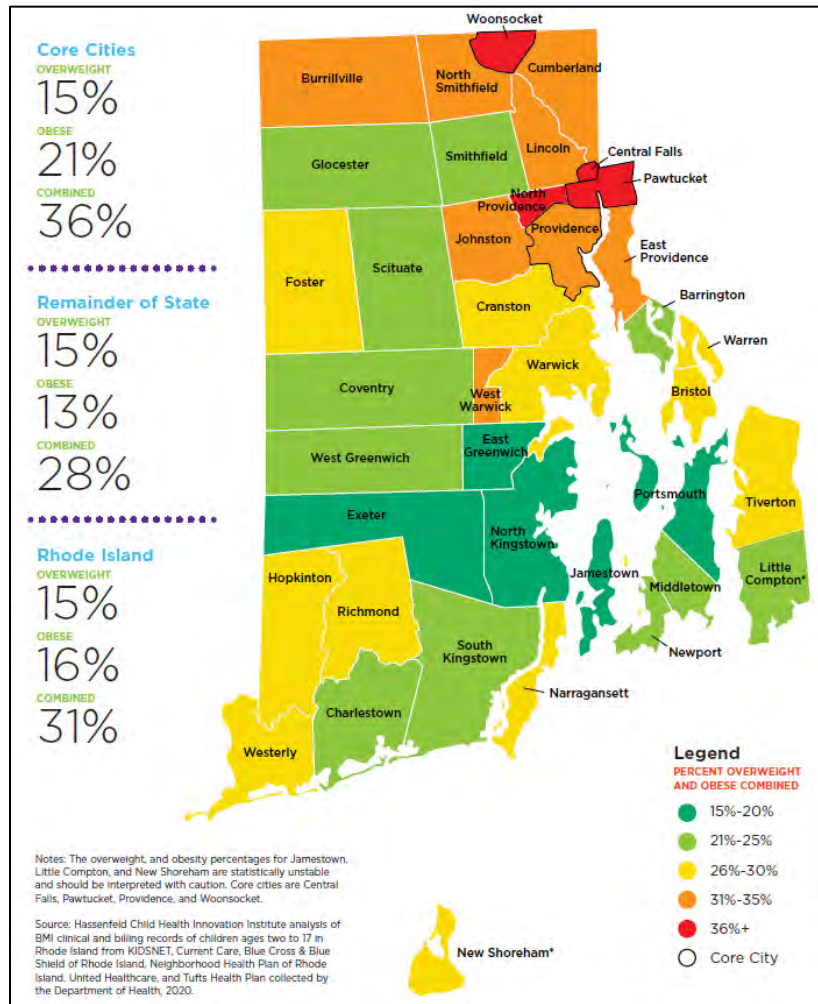 Core Cities
OVERWEIGHT
15%
OBESE
21%
COMBINED
36%
Remainder of State
OVERWEIGHT
15%
OBESE
13%
COMBINED
28%
Rhode Island
OVERWEIGHT
15%
OBESE
16%
COMBINED
31%
Woonsocket
Burrillville
North
Smithfield
Cumberland
Lincoln
Central Falls
Pawtucket
Glocester
Smithfield
North
Providence
Providence
Johnston
East
Providence
Foster
Scituate
Cranston
Barrington
Warren
Warwick
Bristol
Coventry
West
Warwick
West Greenwich
East
Greenwich
Portsmouth
Tiverton
Exeter
North
Kingstown
Jamestown
Middletown
Little
Compton*
Hopkinton
Richmond
South
Kingstown
Newport
Narragansett
Charlestown
Westerly
New Shoreham*
Legend
PERCENT OVERWEIGHT
AND OBESE COMBINED
15%-20%
21%-25%
26%-30%
31%-35%
36%+
Core City
Notes: The overweight, and obesity percentages for Jamestown,
Little Compton, and New Shoreham are statistically unstable
and should be interpreted with caution. Core cities are Central
Falls, Pawtucket, Providence, and Woonsocket.
Source: Hassenfeld Child Health Innovation Institute analysis of
BMI clinical and billing records of children ages two to 17 in
Rhode Island from KIDSNET, Current Care, Blue Cross & Blue
Shield of Rhode Island, Neighborhood Health Plan of Rhode
Island, United Healthcare, and Tufts Health Plan collected by
the Department of Health, 2020.